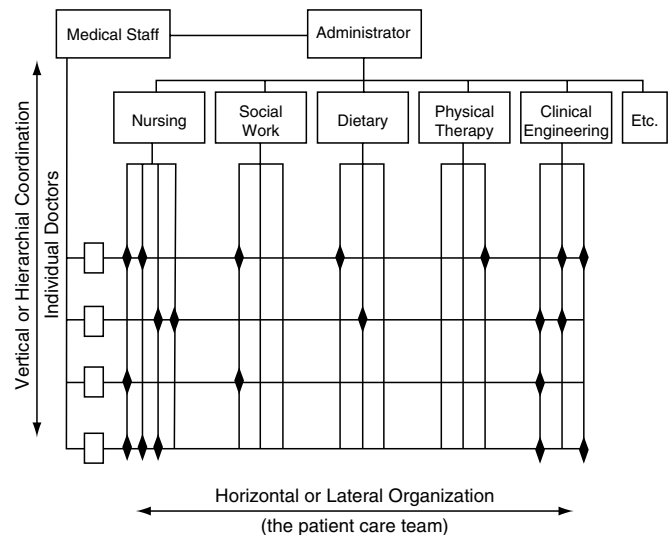 Medical Staff
Administrator
Nursing
Social
Work
Dietary
Physical
Therapy
Clinical
Engineering
Etc.
Vertical or Hierarchial Coordination
Individual Doctors
Horizontal or Lateral Organization
(the patient care team)